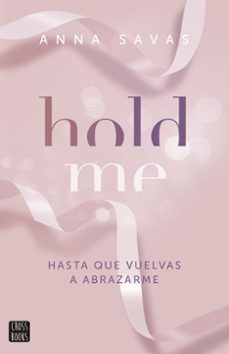 ANNA SAVAS
hold
me
HASTA QUE VUELVAS
A ABRAZARME
CROSS
BOOKS